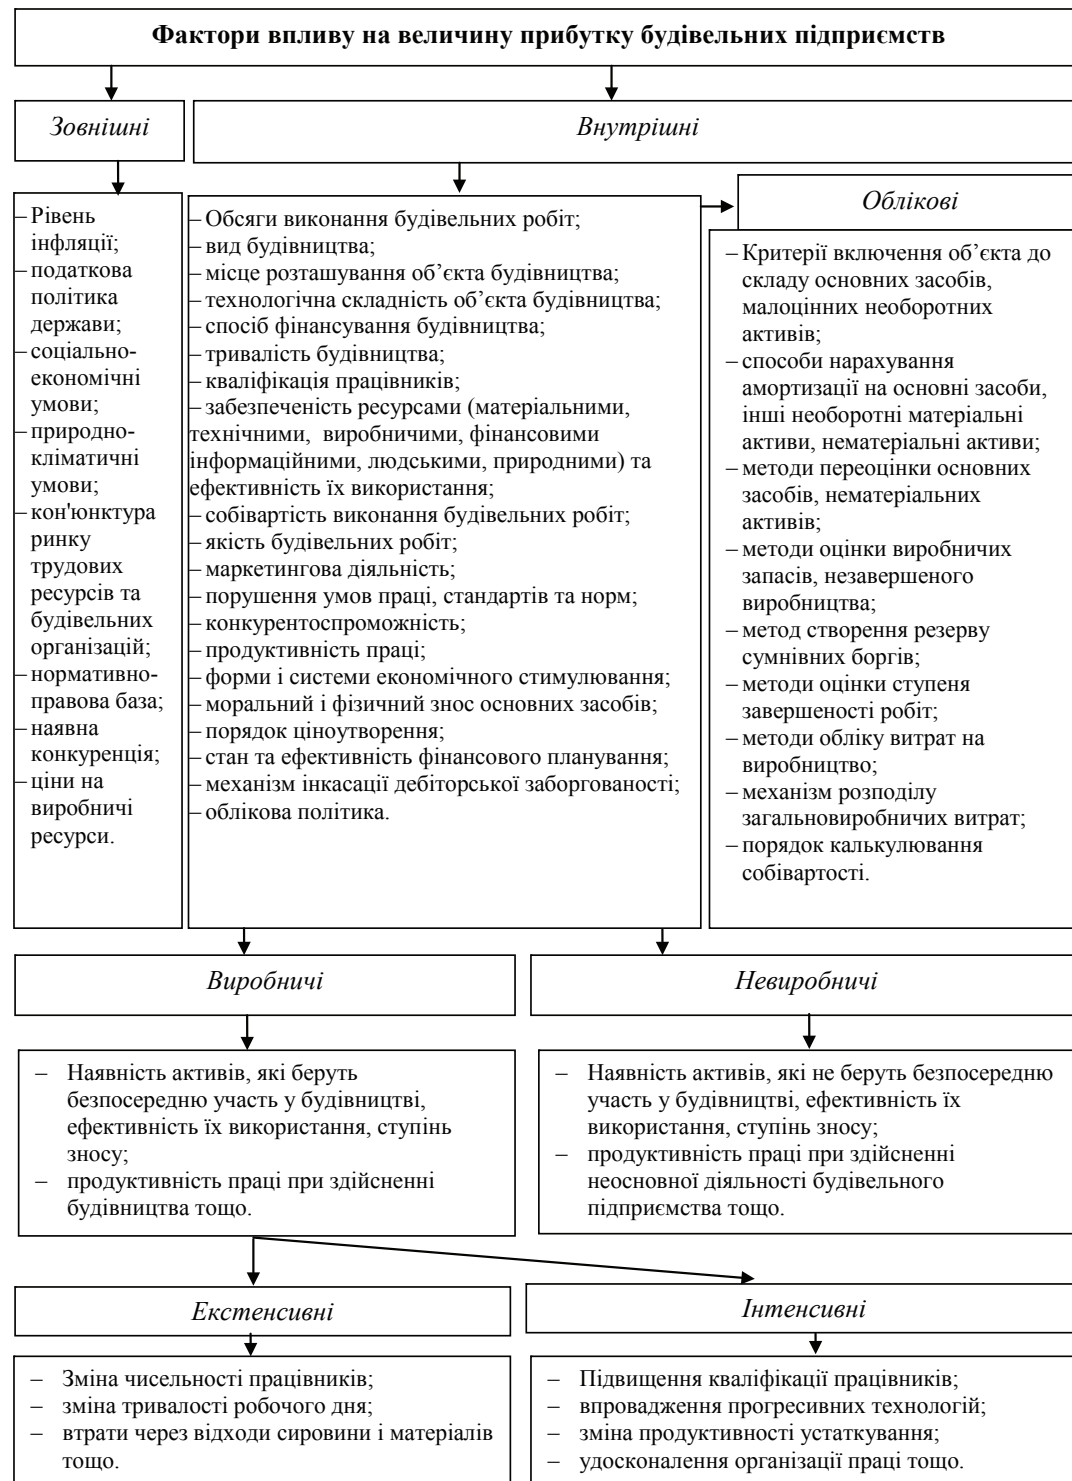 Фактори впливу на величину прибутку будівельних підприємств
Зовнішні
Внутрішні
– Рівень
інфляції;
– податкова
політика
держави;
– соціально-
економічні
умови;
– природно-
кліматичні
умови;
– кон'юнктура
ринку
трудових
ресурсів та
будівельних
організацій;
– нормативно-
правова база;
– наявна
конкуренція;
– ціни на
виробничі
ресурси.
– Обсяги виконання будівельних робіт;
– вид будівництва;
– місце розташування об’єкта будівництва;
– технологічна складність об’єкта будівництва;
– спосіб фінансування будівництва;
– тривалість будівництва;
– кваліфікація працівників;
– забезпеченість ресурсами (матеріальними,
технічними, виробничими, фінансовими
інформаційними, людськими, природними) та
ефективність їх використання;
– собівартість виконання будівельних робіт;
– якість будівельних робіт;
– маркетингова діяльність;
– порушення умов праці, стандартів та норм;
– конкурентоспроможність;
– продуктивність праці;
– форми і системи економічного стимулювання;
– моральний і фізичний знос основних засобів;
– порядок ціноутворення;
– стан та ефективність фінансового планування;
– механізм інкасації дебіторської заборгованості;
– облікова політика.
Облікові
– Критерії включення об’єкта до
складу основних засобів,
малоцінних необоротних
активів;
– способи нарахування
амортизації на основні засоби,
інші необоротні матеріальні
активи, нематеріальні активи;
– методи переоцінки основних
засобів, нематеріальних
активів;
– методи оцінки виробничих
запасів, незавершеного
виробництва;
– метод створення резерву
сумнівних боргів;
– методи оцінки ступеня
завершеності робіт;
– методи обліку витрат на
виробництво;
– механізм розподілу
загальновиробничих витрат;
– порядок калькулювання
собівартості.
Виробничі
Невиробничі
– Наявність активів, які беруть
безпосередню участь у будівництві,
ефективність їх використання, ступінь
зносу;
– продуктивність праці при здійсненні
будівництва тощо.
– Наявність активів, які не беруть безпосередню
участь у будівництві, ефективність їх
використання, ступінь зносу;
– продуктивність праці при здійсненні
неосновної діяльності будівельного
підприємства тощо.
Екстенсивні
Інтенсивні
– Зміна чисельності працівників;
– зміна тривалості робочого дня;
– втрати через відходи сировини і матеріалів
тощо.
– Підвищення кваліфікації працівників;
– впровадження прогресивних технологій;
– зміна продуктивності устаткування;
– удосконалення організації праці тощо.